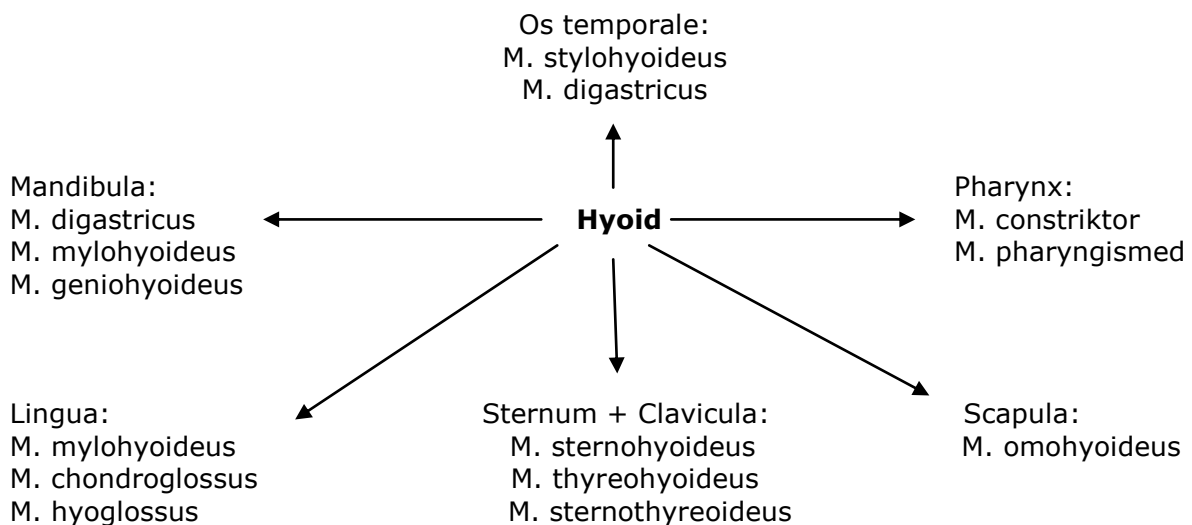 Os temporale:
M. stylohyoideus
M. digastricus
Mandibula:
M. digastricus
M. mylohyoideus
M. geniohyoideus
Hyoid
Pharynx:
M. constriktor
M. pharyngismed
Lingua:
M. mylohyoideus
M. chondroglossus
M. hyoglossus
Sternum + Clavicula:
M. sternohyoideus
M. thyreohyoideus
M. sternothyreoideus
Scapula:
M. omohyoideus